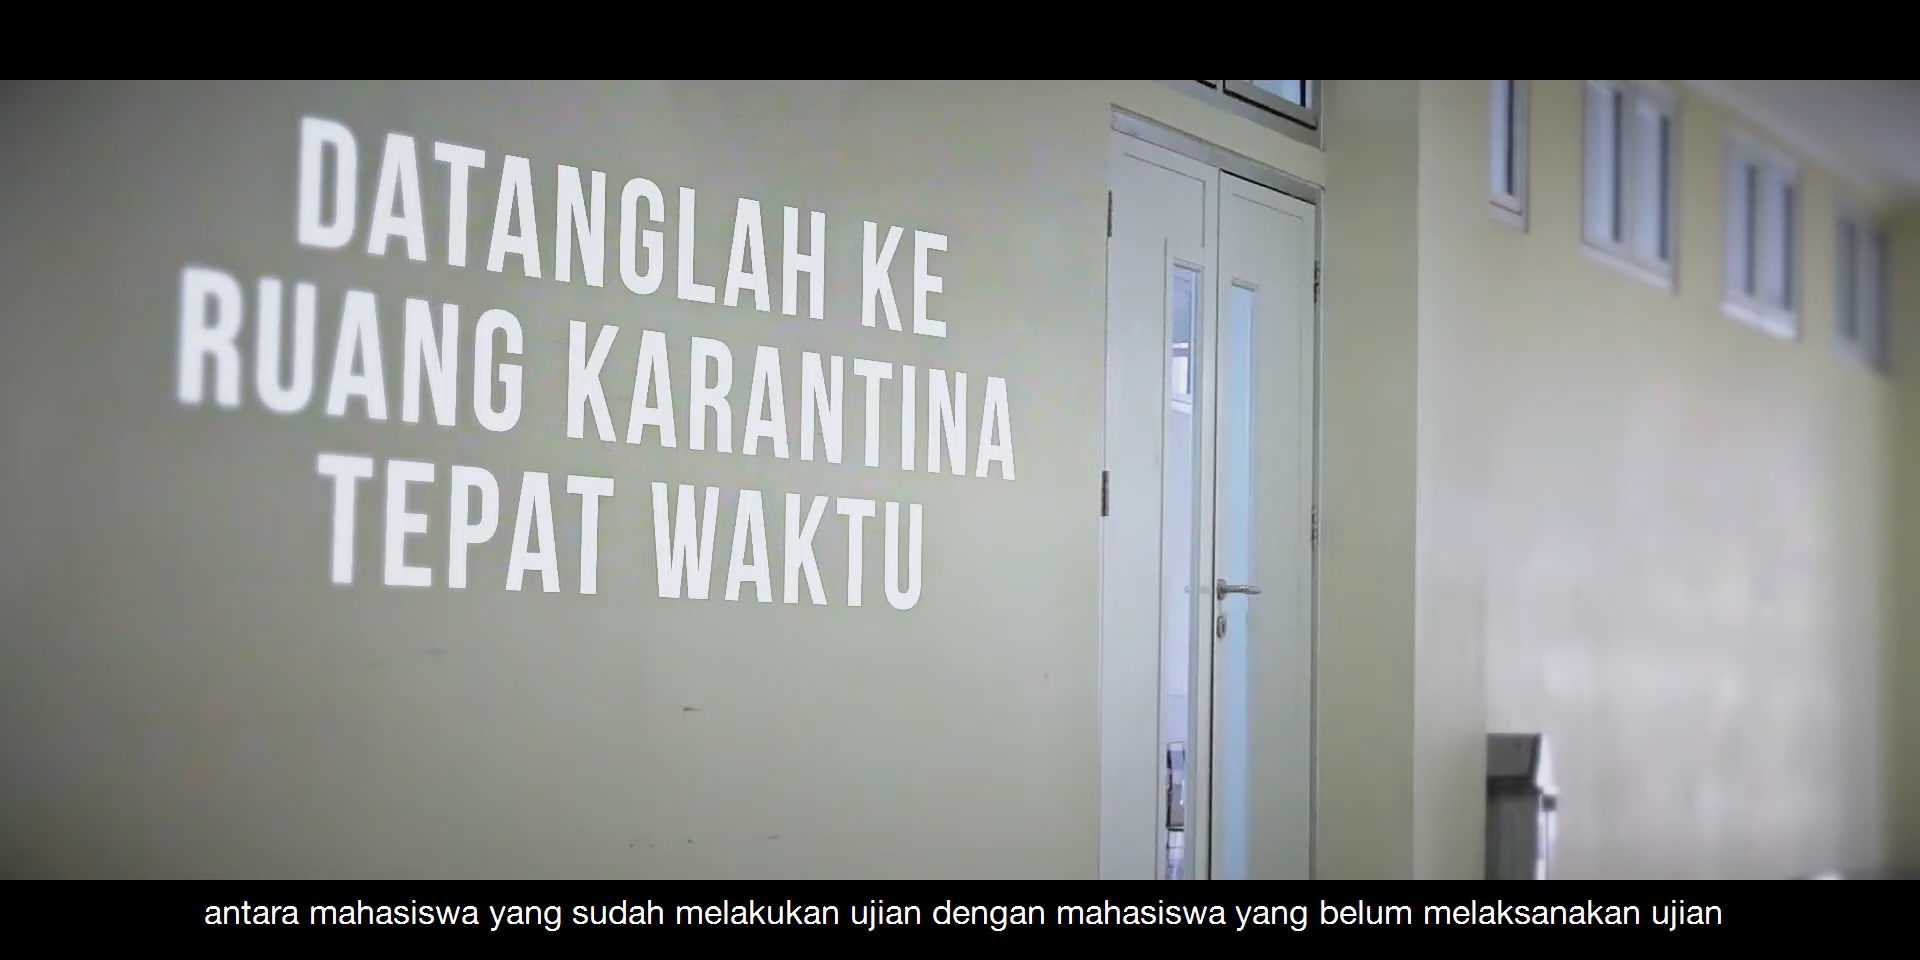 DATANGLAH KE
RUANG KARANTINA
TEPAT WAKTU
antara mahasiswa yang sudah melakukan ujian dengan mahasiswa yang belum melaksanakan ujian